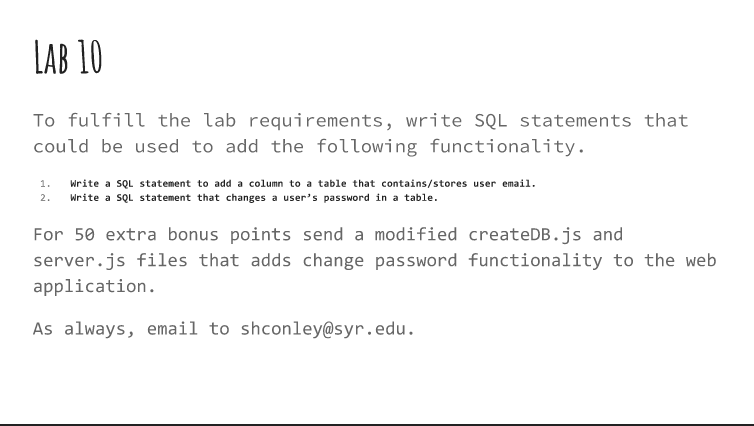 Lab 10
To fulfill the lab requirements, write SQL statements that
could be used to add the following functionality.
1. Write a SQL statement to add a column to a table that contains/stores user email.
2. Write a SQL statement that changes a user’s password in a table.
For 50 extra bonus points send a modified createDB.js and
server.js files that adds change password functionality to the web
application.
As always, email to shconley@syr.edu.